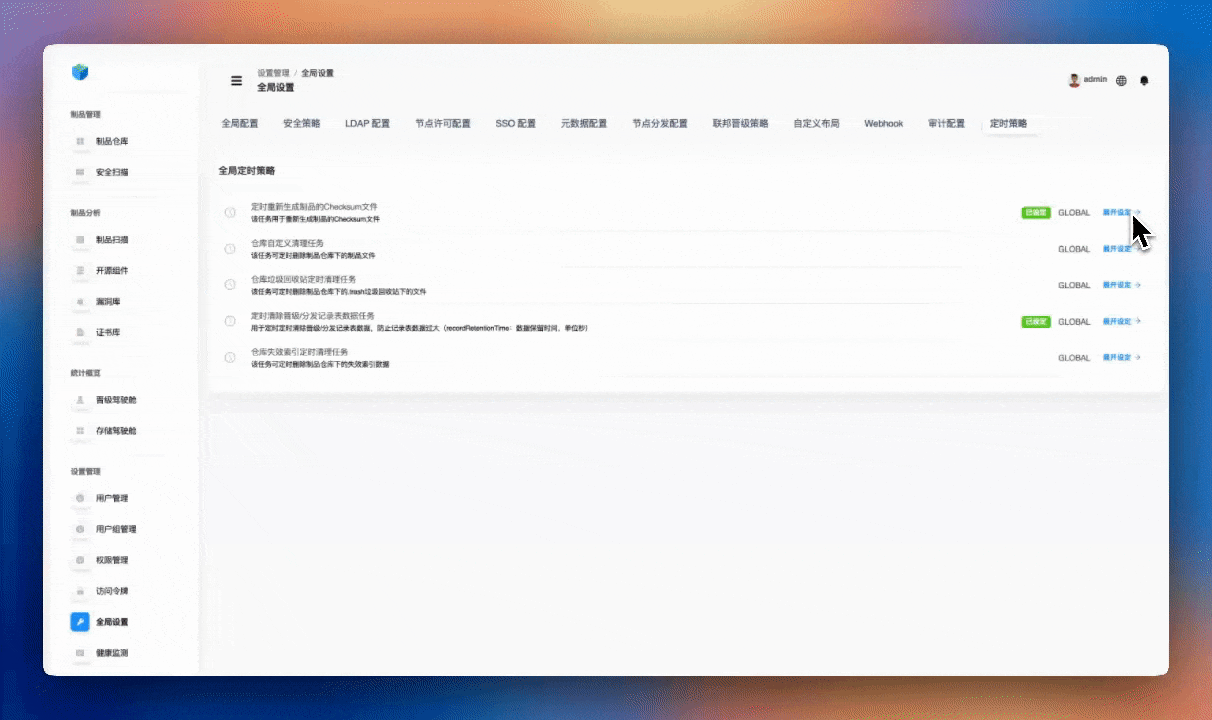 设置管理 / 全局设置
全局设置
admin
制品管理
制品仓库
安全扫描
制品分析
制品扫描
开源组件
漏洞库
证书库
统计概览
晋级驾驶舱
存储驾驶舱
设置管理
用户管理
用户组管理
权限管理
访问令牌
全局设置
健康监测
全局配置 安全策略 LDAP 配置 节点许可配置 SSO 配置 元数据配置 节点分发配置 联邦晋级策略 自定义布局 Webhook 审计配置 定时策略
全局定时策略
定时重新生成制品的Checksum文件
该任务用于重新生成制品的Checksum文件
已设定 GLOBAL 展开设定
仓库自定义清理任务
该任务可定时删除制品仓库下的制品文件
GLOBAL 展开设定
仓库垃圾回收站定时清理任务
该任务可定时删除制品仓库下的.trash垃圾回收站下的文件
GLOBAL 展开设定 →
定时清除晋级/分发记录表数据任务
用于定时定时清除晋级/分发记录表数据，防止记录表数据过大（recordRetentionTime：数据保留时间，单位秒）
已设定 GLOBAL 展开设定 →
仓库失效索引定时清理任务
该任务可定时删除制品仓库下的失效索引数据
GLOBAL 展开设定 →